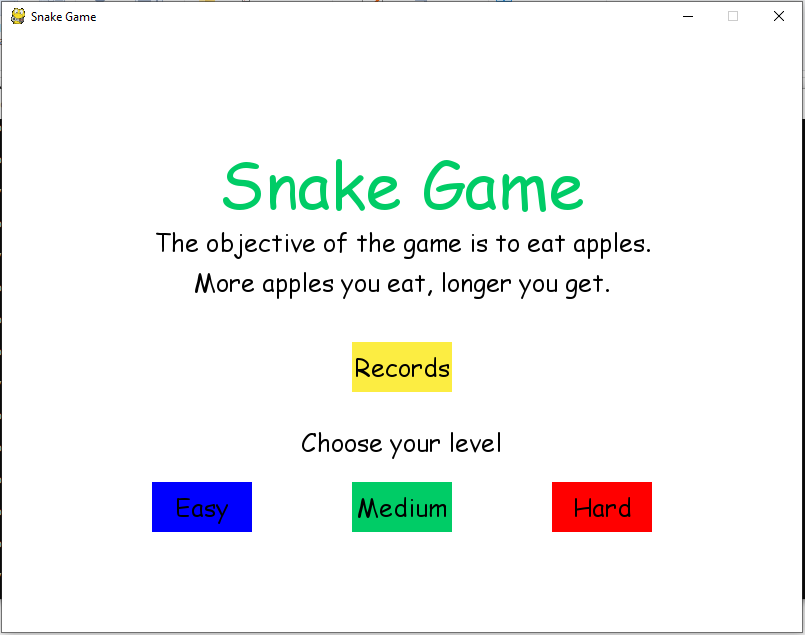 Snake Game
Snake Game
The objective of the game is to eat apples.
More apples you eat, longer you get.
Records
Choose your level
Easy
Medium
Hard